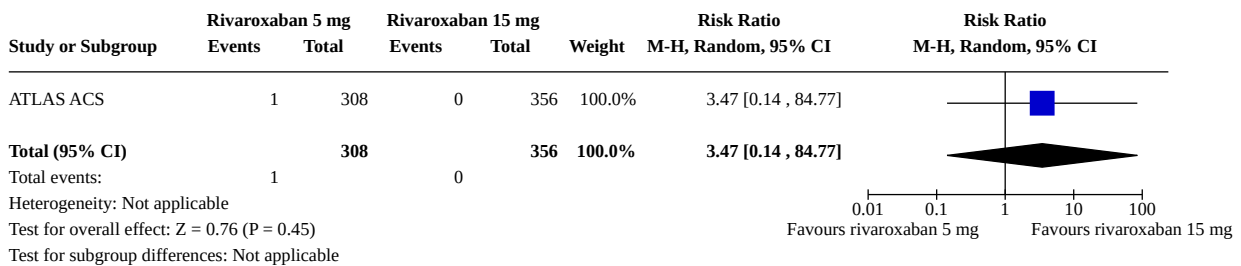 Rivaroxaban 5 mg Rivaroxaban 15 mg Risk Ratio Risk Ratio
Study or Subgroup Events Total Events Total Weight M-H, Random, 95% CI M-H, Random, 95% CI
ATLAS ACS 1 308 0 356 100.0% 3.47 [0.14 , 84.77]
Total (95% CI) 308 356 100.0% 3.47 [0.14 , 84.77]
Total events: 1 0
Heterogeneity: Not applicable 0.01 0.1 1 10 100
Test for overall effect: Z = 0.76 (P = 0.45) Favours rivaroxaban 5 mg Favours rivaroxaban 15 mg
Test for subgroup differences: Not applicable